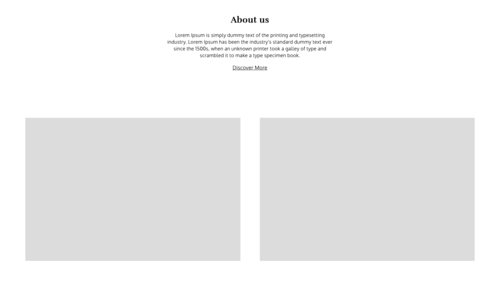 About us
Lorem Ipsum is simply dummy text of the printing and typesetting
industry. Lorem Ipsum has been the industry's standard dummy text ever
since the 1500s, when an unknown printer took a galley of type and
scrambled it to make a type specimen book.
Discover More